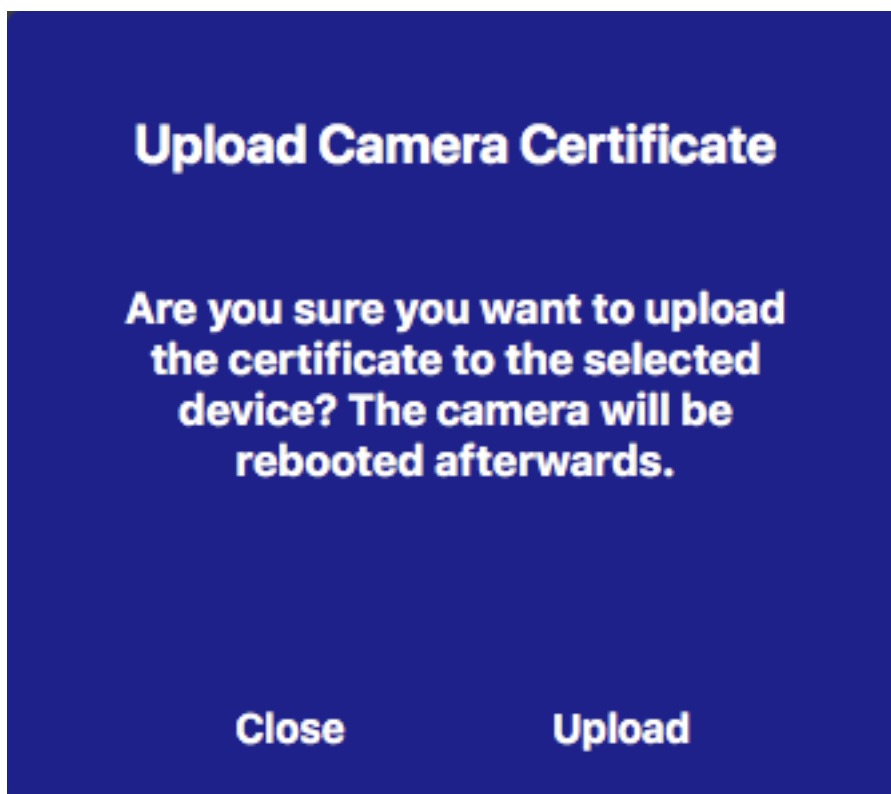 Upload Camera Certificate
Are you sure you want to upload
the certificate to the selected
device? The camera will be
rebooted afterwards.
Close Upload